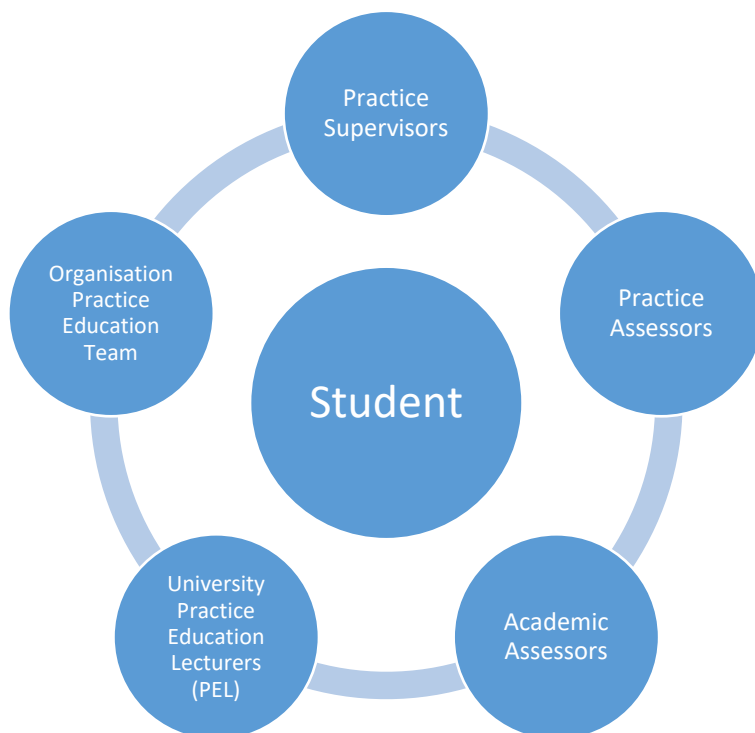 Practice
Supervisors
Organisation
Practice
Education
Team
Practice
Assessors
Student
University
Practice
Education
Lecturers
(PEL)
Academic
Assessors